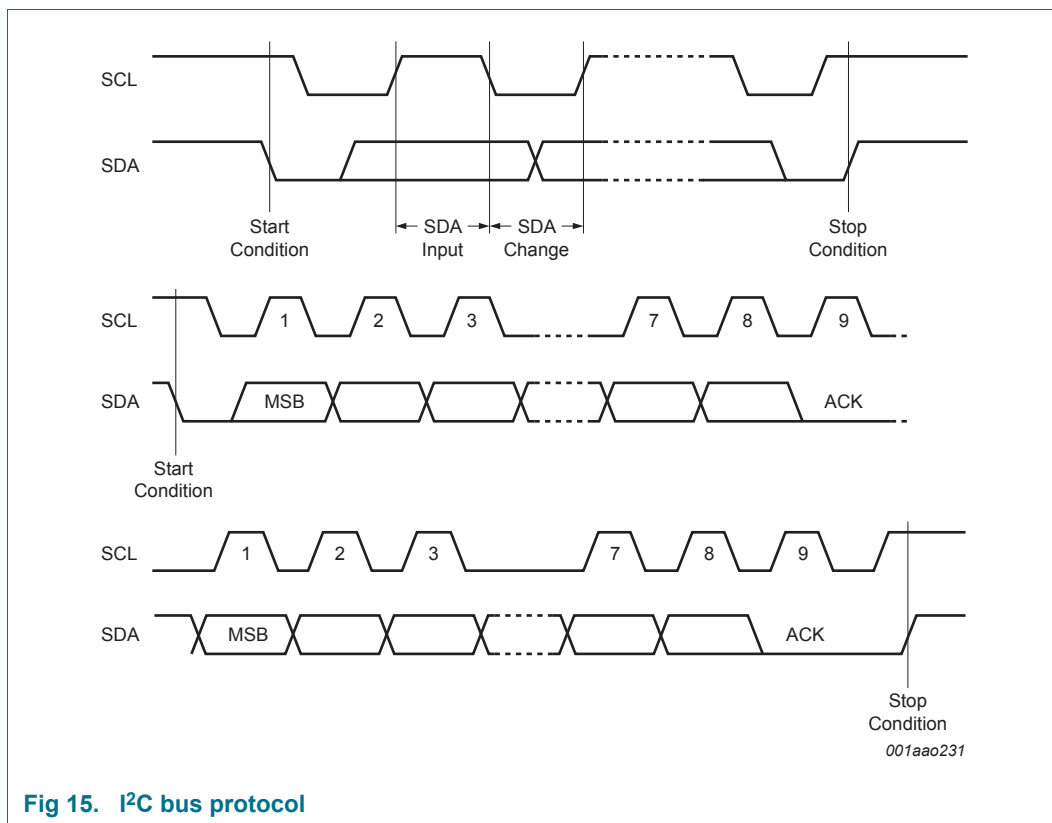 SCL
SDA
Start
Condition
SDA
Input
SDA
Change
Stop
Condition
SCL
1 2 3 7 8 9
SDA
MSB ACK
Start
Condition
SCL
1 2 3 7 8 9
SDA
MSB ACK
Stop
Condition
001aao231
Fig 15. I²C bus protocol